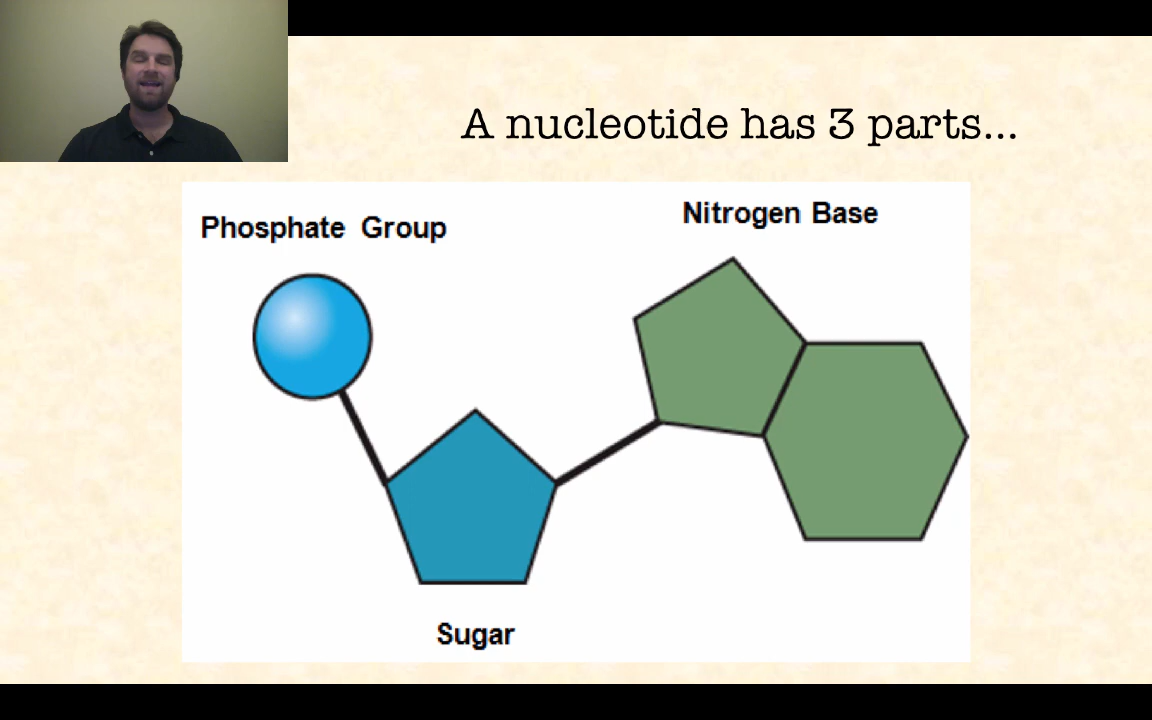 A nucleotide has 3 parts...
Phosphate Group
Nitrogen Base
Sugar